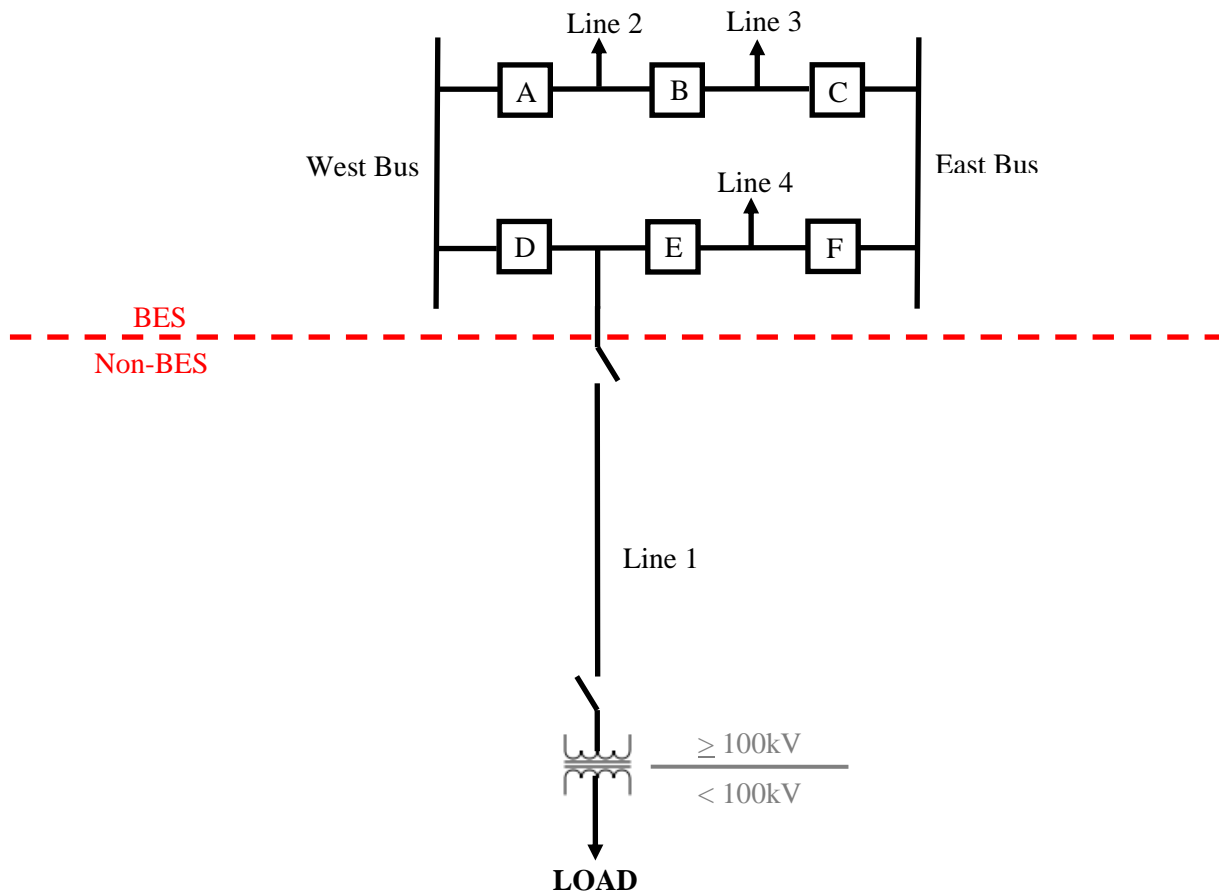 Line 2
Line 3
A
B
C
West Bus
East Bus
Line 4
D
E
F
BES
Non-BES
Line 1
≥ 100kV
< 100kV
LOAD